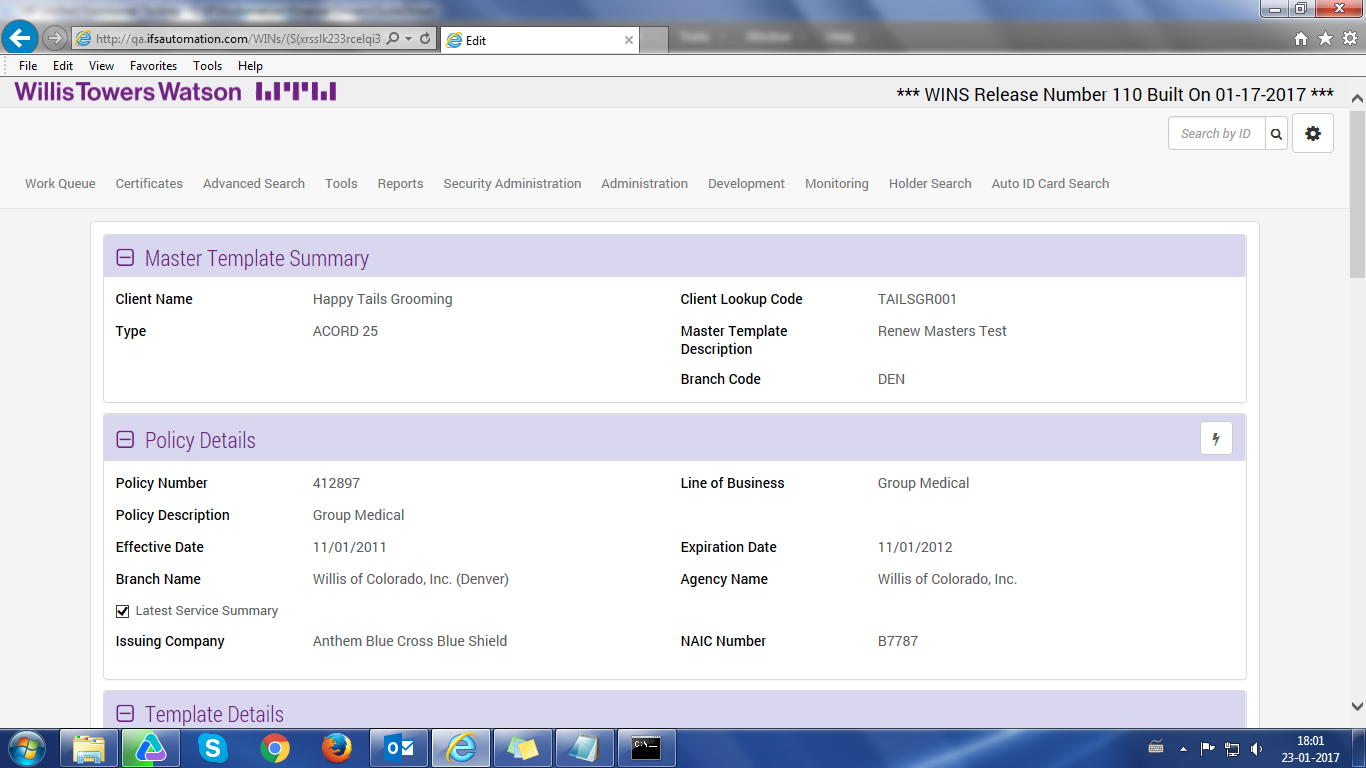 http://qa.ifsautomation.com/WINs/(S(xrsslk233rcelqi3
Edit
File Edit View Favorites Tools Help
WillisTowers Watson
*** WINS Release Number 110 Built On 01-17-2017 ***
Search by ID
Work Queue Certificates Advanced Search Tools Reports Security Administration Administration Development Monitoring Holder Search Auto ID Card Search
Master Template Summary
Client Name Happy Tails Grooming Client Lookup Code TAILSGR001
Type ACORD 25 Master Template Renew Masters Test
Description
Branch Code DEN
Policy Details
Policy Number 412897 Line of Business Group Medical
Policy Description Group Medical
Effective Date 11/01/2011 Expiration Date 11/01/2012
Branch Name Willis of Colorado, Inc. (Denver) Agency Name Willis of Colorado, Inc.
Latest Service Summary
Issuing Company Anthem Blue Cross Blue Shield NAIC Number B7787
Template Details
C:\_
18:01
23-01-2017